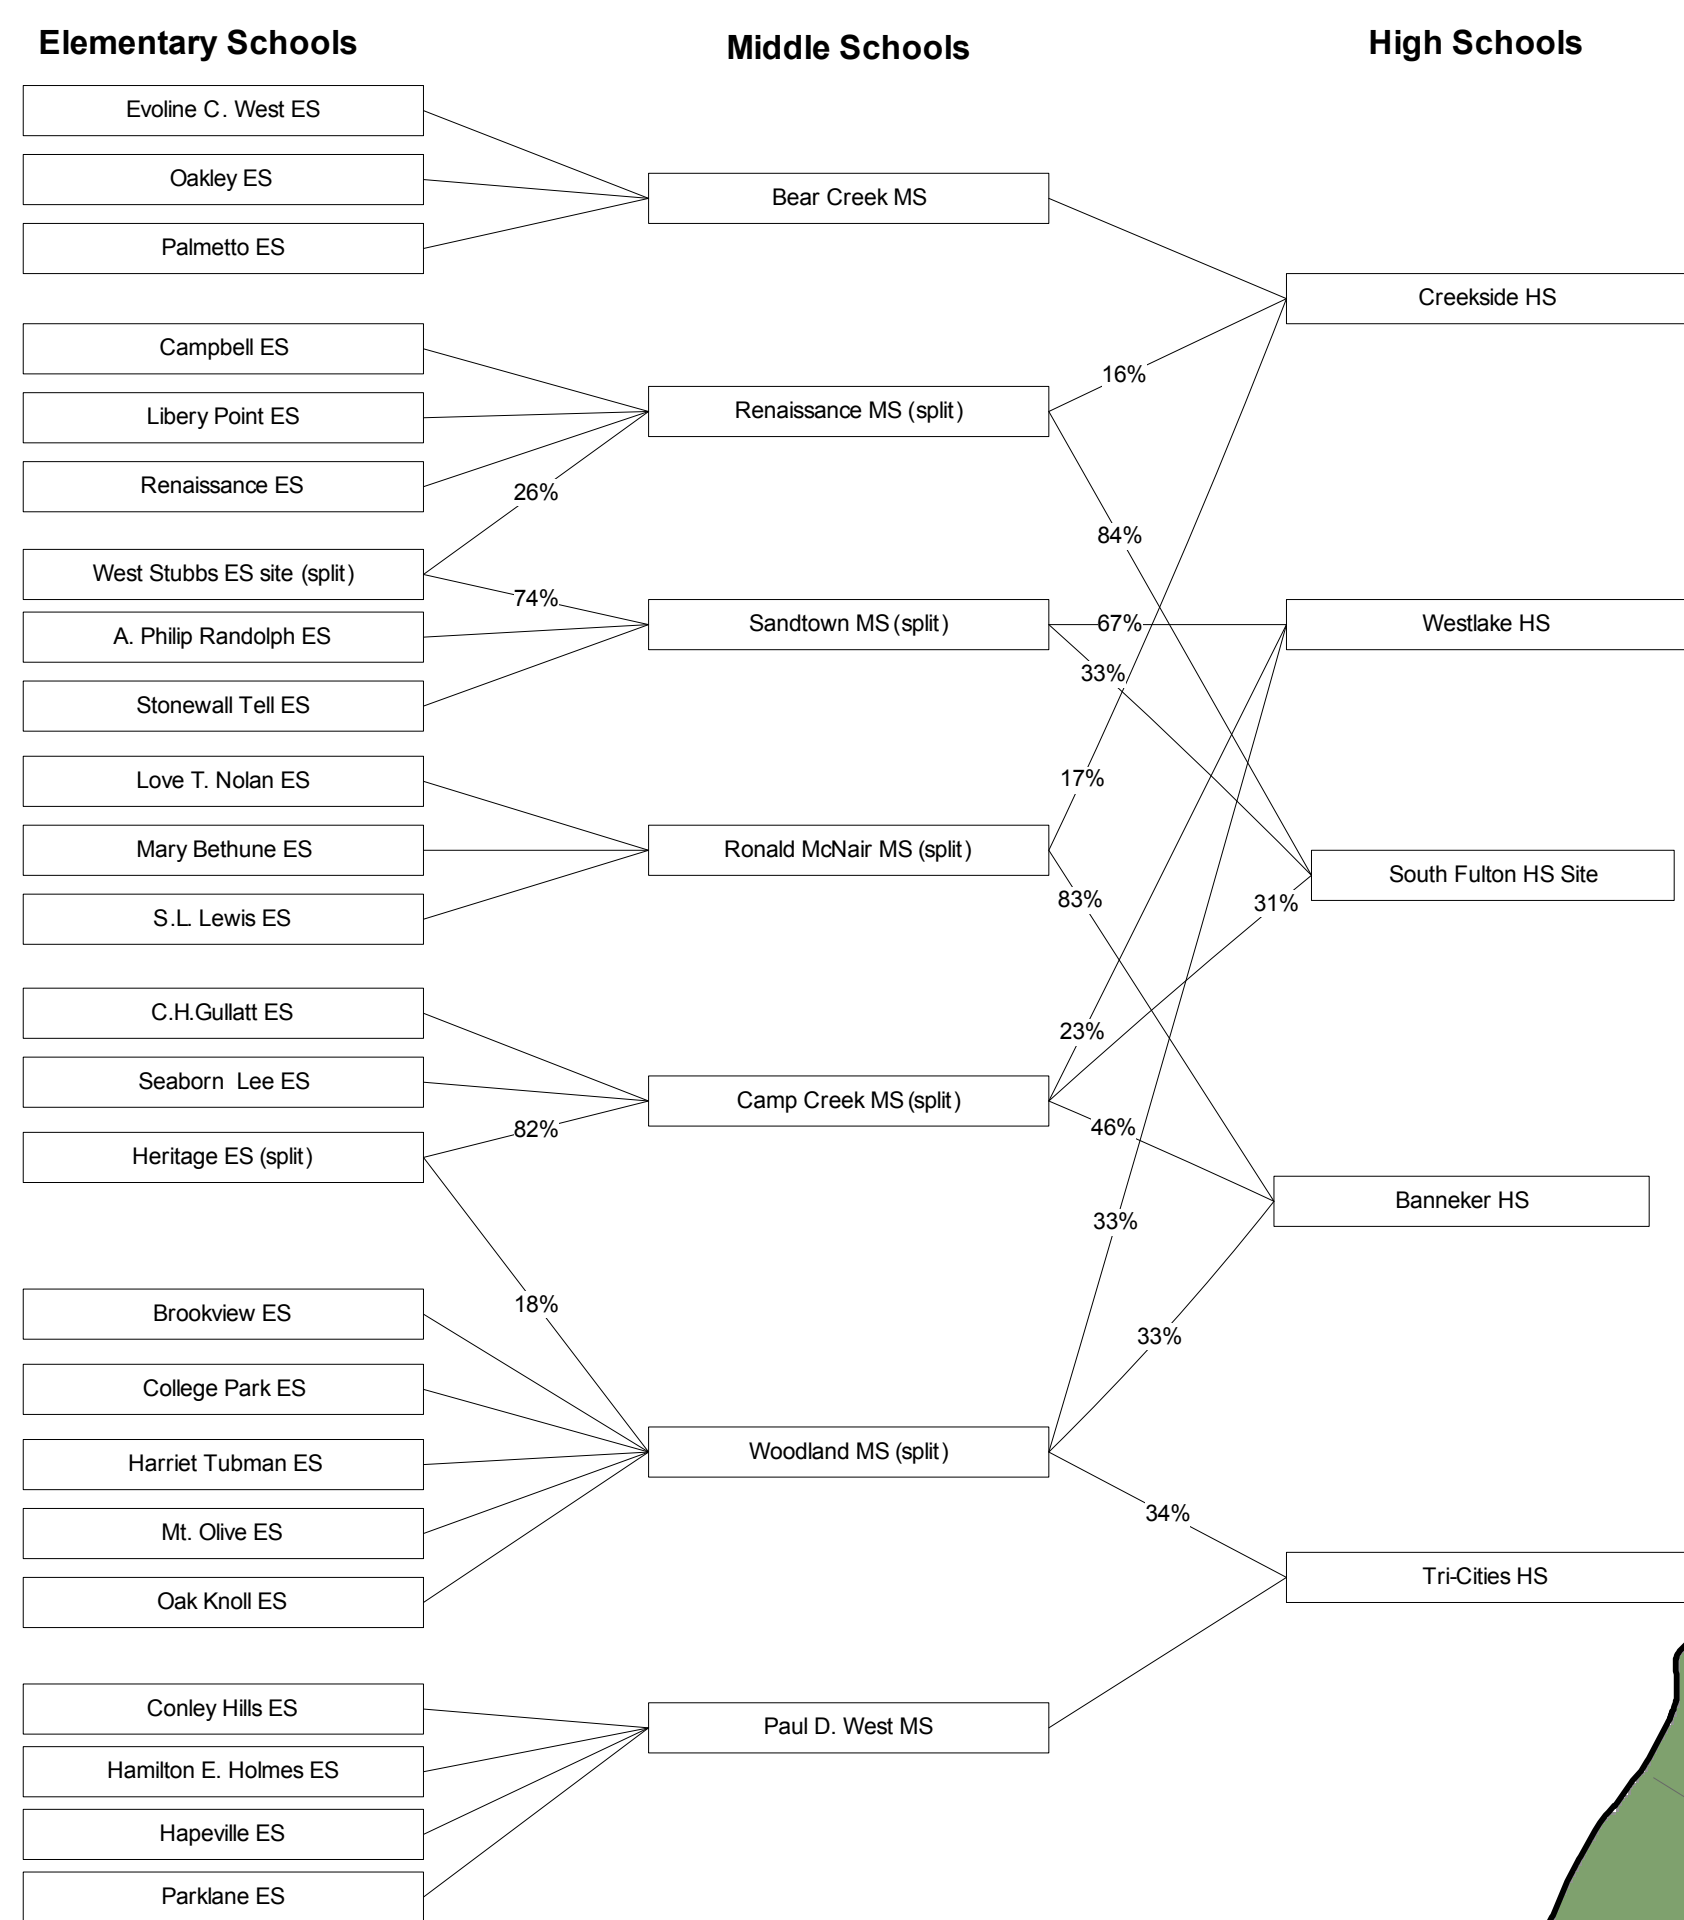 Elementary Schools
Middle Schools
High Schools
Evoline C. West ES
Oakley ES
Palmetto ES
Campbell ES
Libery Point ES
Renaissance ES
West Stubbs ES site (split)
A. Philip Randolph ES
Stonewall Tell ES
Love T. Nolan ES
Mary Bethune ES
S.L. Lewis ES
C.H.Gullatt ES
Seaborn  Lee ES
Heritage ES (split)
Brookview ES
College Park ES
Harriet Tubman ES
Mt. Olive ES
Oak Knoll ES
Conley Hills ES
Hamilton E. Holmes ES
Hapeville ES
Parklane ES
26%
74%
82%
18%
Bear Creek MS
Renaissance MS (split)
Sandtown MS (split)
Ronald McNair MS (split)
Camp Creek MS (split)
Woodland MS (split)
Paul D. West MS
16%
84%
67%
33%
17%
83%
31%
23%
46%
33%
33%
34%
Creekside HS
Westlake HS
South Fulton HS Site
Banneker HS
Tri-Cities HS